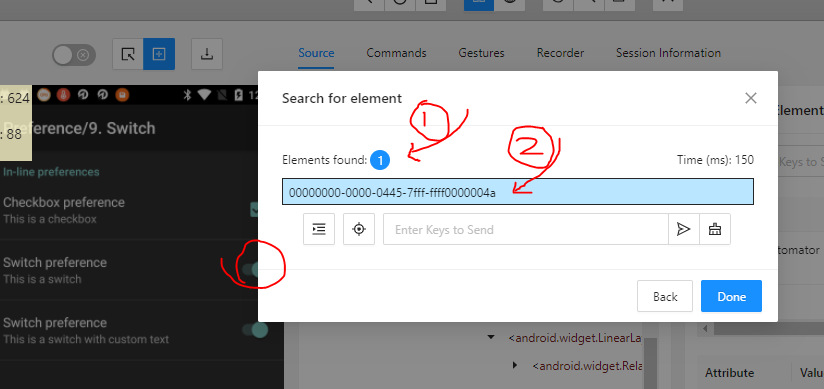 Source Commands Gestures Recorder Session Information
: 624
: 88
12
Preference/9. Switch
In-line preferences
Checkbox preference
This is a checkbox
Switch preference
This is a switch
Switch preference
This is a switch with custom text
Search for element
1
2
Elements found: 1
Time (ms): 150
00000000-0000-0445-7fff-ffff0000004a
Enter Keys to Send
Back Done
Element
Keys to
tomator
<android.widget.LinearLa
<android.widget.Rela
Attribute Valu